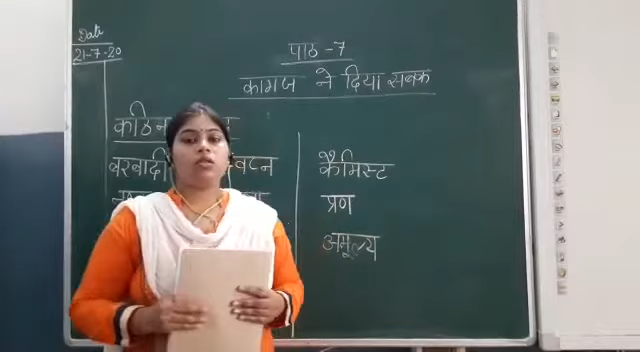 Date
21-7-20
पाठ -7
कागज ने दिया सबक
बरबादी
कैमिस्ट
प्रण
अमूल्य